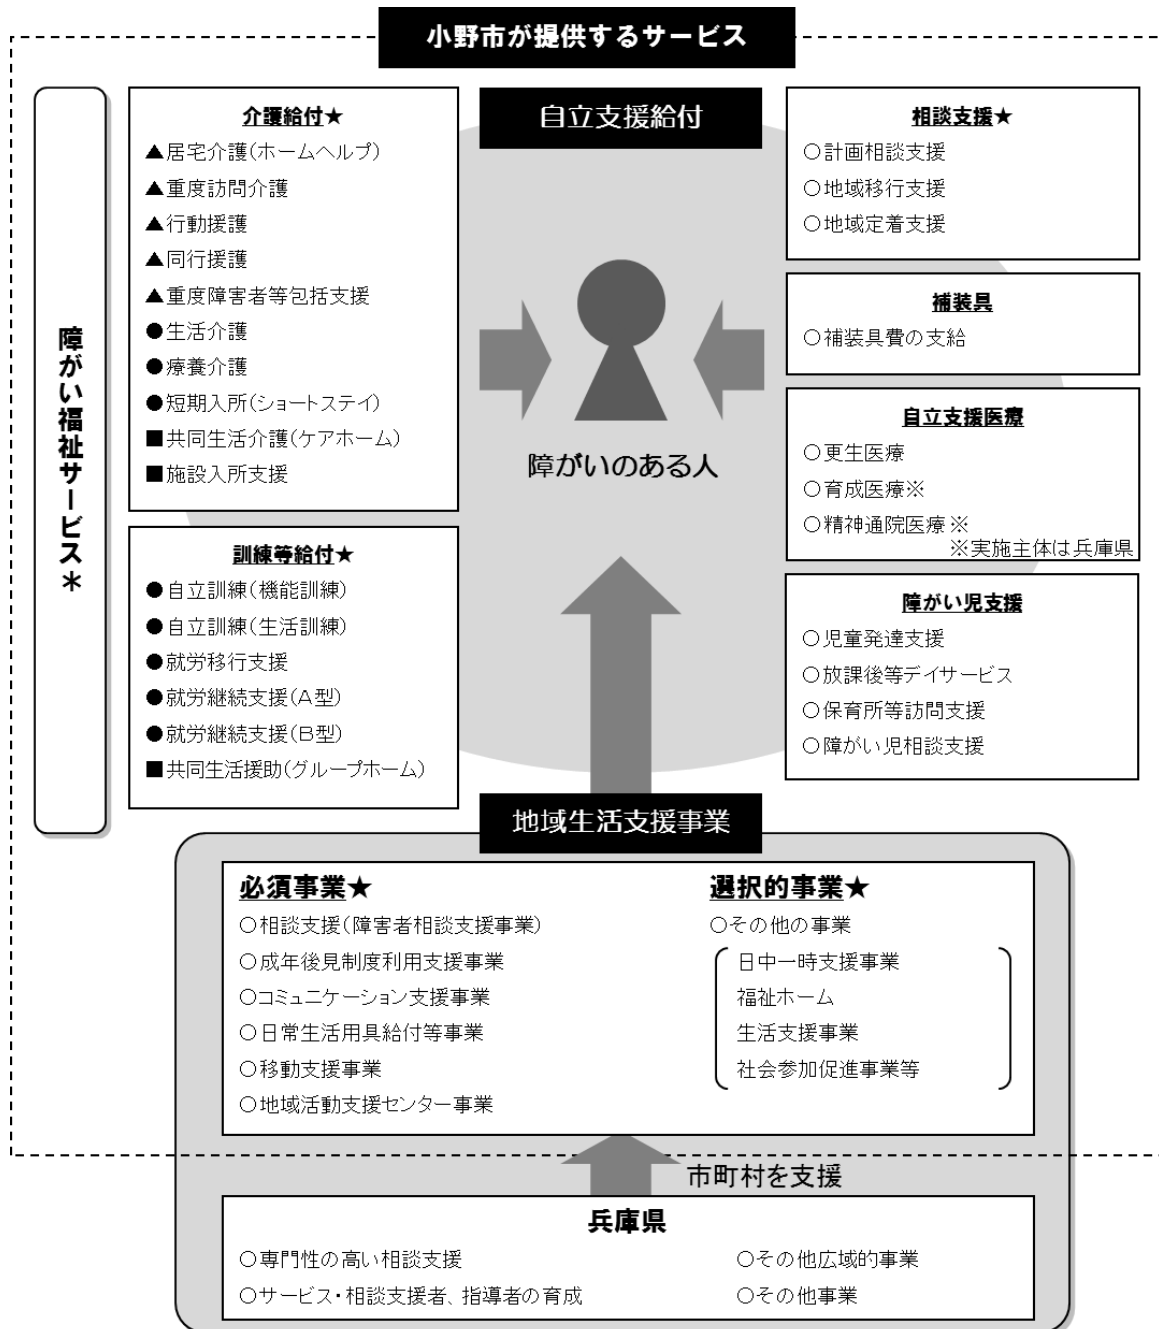 小野市が提供するサービス
障がい福祉サービス＊
介護給付★
▲居宅介護(ホームヘルプ)
▲重度訪問介護
▲行動援護
▲同行援護
▲重度障害者等包括支援
●生活介護
●療養介護
●短期入所(ショートステイ)
■共同生活介護(ケアホーム)
■施設入所支援
訓練等給付★
●自立訓練(機能訓練)
●自立訓練(生活訓練)
●就労移行支援
●就労継続支援(A型)
●就労継続支援(B型)
■共同生活援助(グループホーム)
自立支援給付
障がいのある人
相談支援★
○計画相談支援
○地域移行支援
○地域定着支援
補装具
○補装具費の支給
自立支援医療
○更生医療
○育成医療※
○精神通院医療※
※実施主体は兵庫県
障がい児支援
○児童発達支援
○放課後等デイサービス
○保育所等訪問支援
○障がい児相談支援
地域生活支援事業
必須事業★
○相談支援(障害者相談支援事業)
○成年後見制度利用支援事業
○コミュニケーション支援事業
○日常生活用具給付等事業
○移動支援事業
○地域活動支援センター事業
選択的事業★
○その他の事業
日中一時支援事業
福祉ホーム
生活支援事業
社会参加促進事業等
市町村を支援
兵庫県
○専門性の高い相談支援
○サービス・相談支援者、指導者の育成
○その他広域的事業
○その他事業